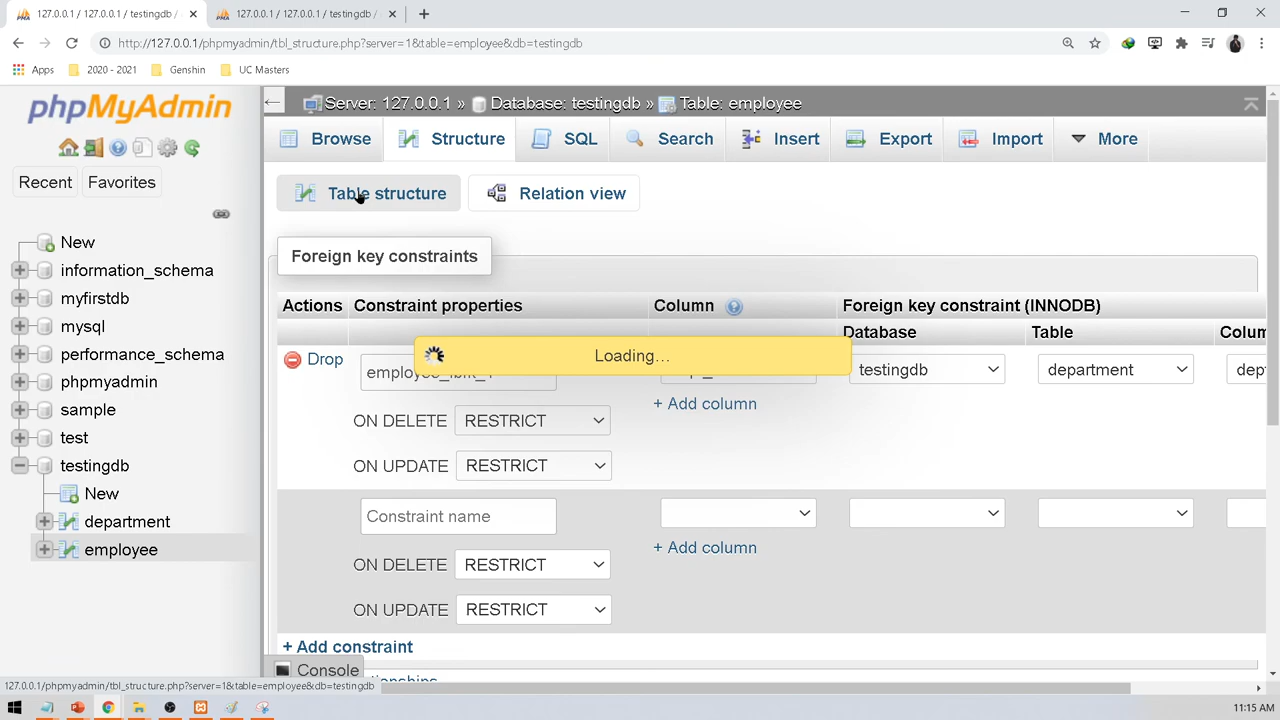 127.0.0.1 / 127.0.0.1 / testingdb /
127.0.0.1 / 127.0.0.1 / testingdb /
http://127.0.0.1/phpmyadmin/tbl_structure.php?server=1&table=employee&db=testingdb
Apps 2020 - 2021 Genshin UC Masters
phpMyAdmin
Recent Favorites
New
information_schema
myfirstdb
mysql
performance_schema
phpmyadmin
sample
test
testingdb
New
department
employee
Server: 127.0.0.1 » Database: testingdb » Table: employee
Browse Structure SQL Search Insert Export Import More
Table structure Relation view
Foreign key constraints
Actions Constraint properties Column Foreign key constraint (INNODB)
Database Table Colum
Loading…
Drop testingdb department
+ Add column
ON DELETE RESTRICT
ON UPDATE RESTRICT
Constraint name
+ Add column
ON DELETE RESTRICT
ON UPDATE RESTRICT
+ Add constraint
Console
127.0.0.1/phpmyadmin/tbl_structure.php?server=1&table=employee&db=testingdb
11:15 AM